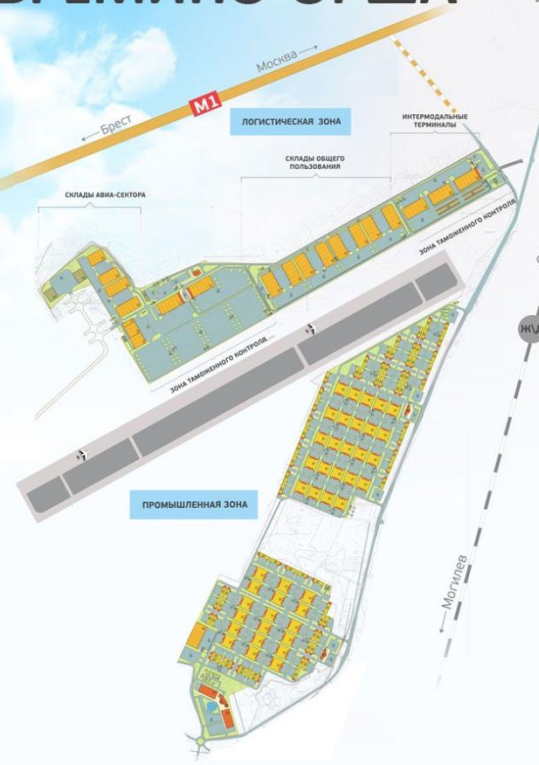 Москва
М1
Брест
ЛОГИСТИЧЕСКАЯ ЗОНА
ИНТЕРМОДАЛЬНЫЕ
ТЕРМИНАЛЫ
СКЛАДЫ ОБЩЕГО
ПОЛЬЗОВАНИЯ
СКЛАДЫ АВИА-СЕКТОРА
ЗОНА ТАМОЖЕННОГО КОНТРОЛЯ
ЗОНА ТАМОЖЕННОГО КОНТРОЛЯ
Ж\Д
ПРОМЫШЛЕННАЯ ЗОНА
Могилев